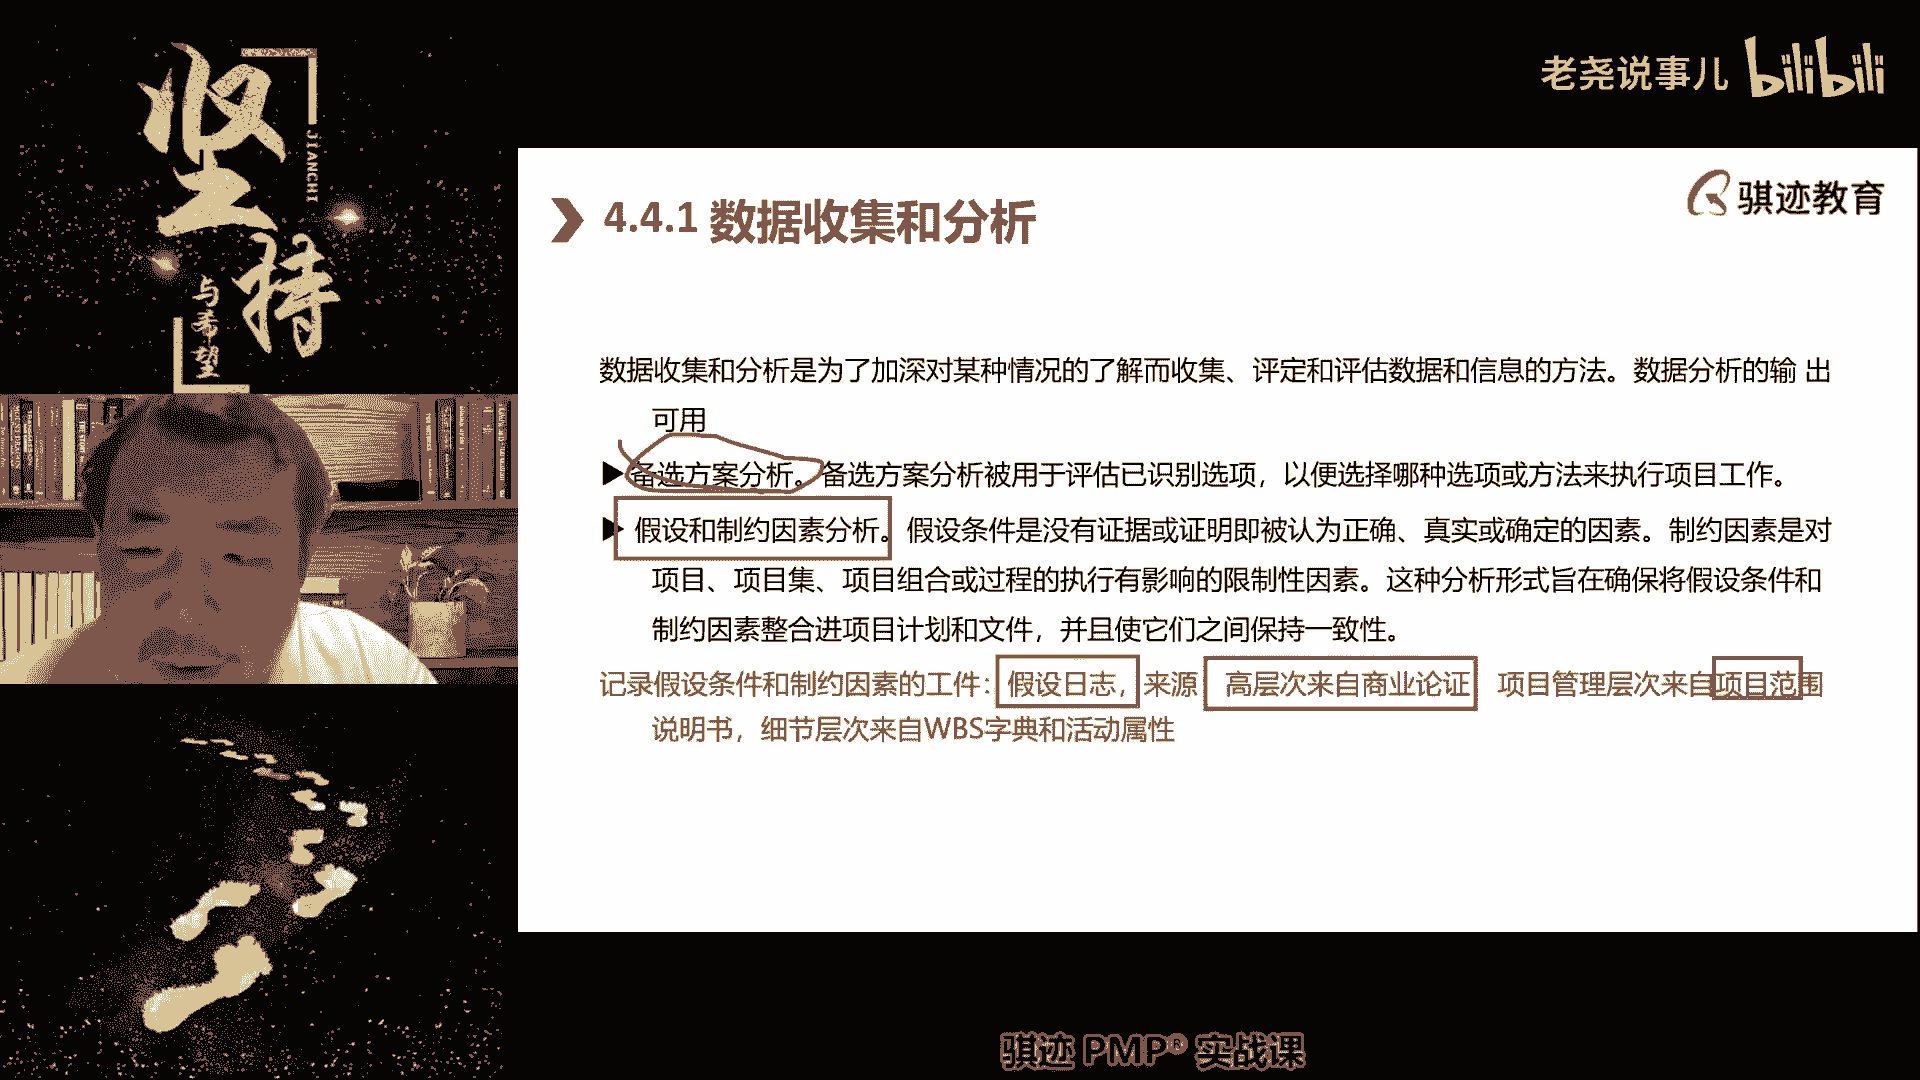 坚持
JIANCHI
与希望
老尧说事儿 bilibili
骐迹教育
4.4.1 数据收集和分析
数据收集和分析是为了加深对某种情况的了解而收集、评定和评估数据和信息的方法。数据分析的输 出
可用
▶备选方案分析。备选方案分析被用于评估已识别选项，以便选择哪种选项或方法来执行项目工作。
▶ 假设和制约因素分析。假设条件是没有证据或证明即被认为正确、真实或确定的因素。制约因素是对
项目、项目集、项目组合或过程的执行有影响的限制性因素。这种分析形式旨在确保将假设条件和
制约因素整合进项目计划和文件，并且使它们之间保持一致性。
记录假设条件和制约因素的工件：假设日志，来源 高层次来自商业论证 项目管理层次来自项目范围
说明书，细节层次来自WBS字典和活动属性
骐迹 PMP® 实战课